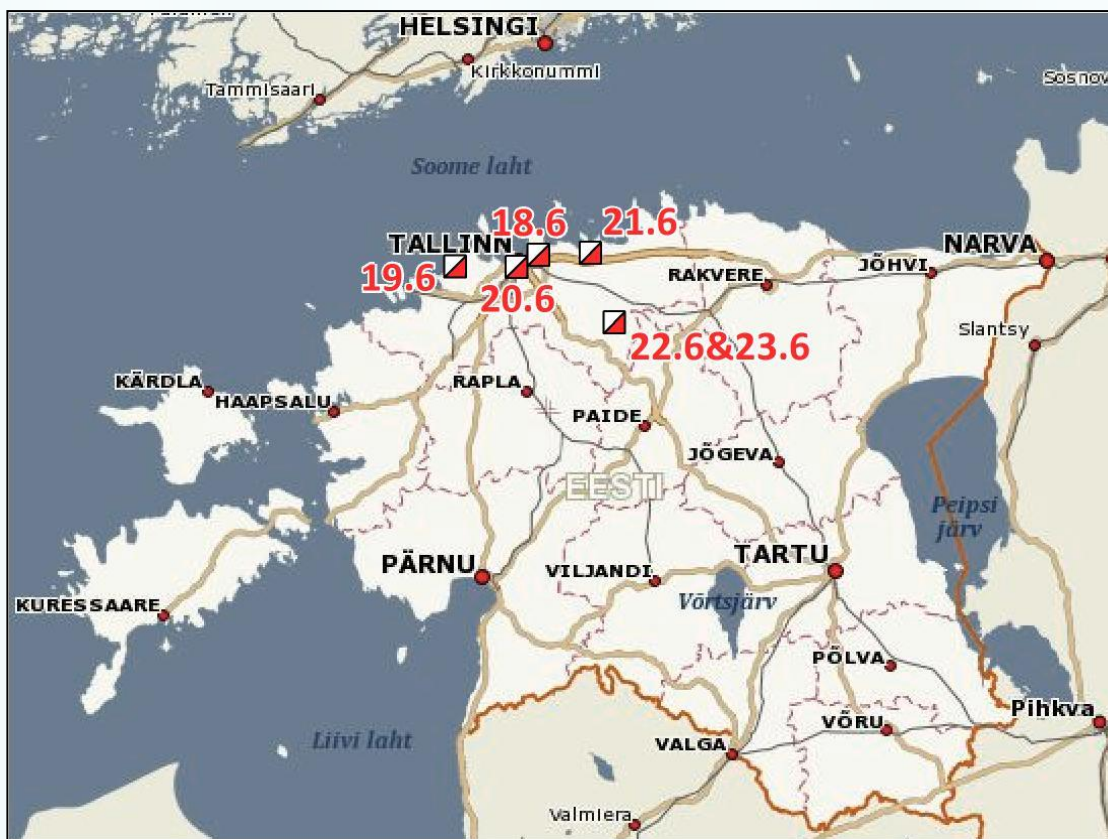 HELSINGI
Kirkkonummi
Tammisaari
Sosnov
Soome laht
18.6
21.6
TALLINN
NARVA
19.6
20.6
RAKVERE
JÕHVI
22.6&23.6
Slantsy
KÄRDLA
HAAPSALU
RAPLA
PAIDE
JÕGEVA
EESTI
Peipsi
järv
PÄRNU
VILJANDI
TARTU
Võrtsjärv
KURESSAARE
PÕLVA
Pihkva
VÕRU
Liivi laht
VALGA
Valmiera